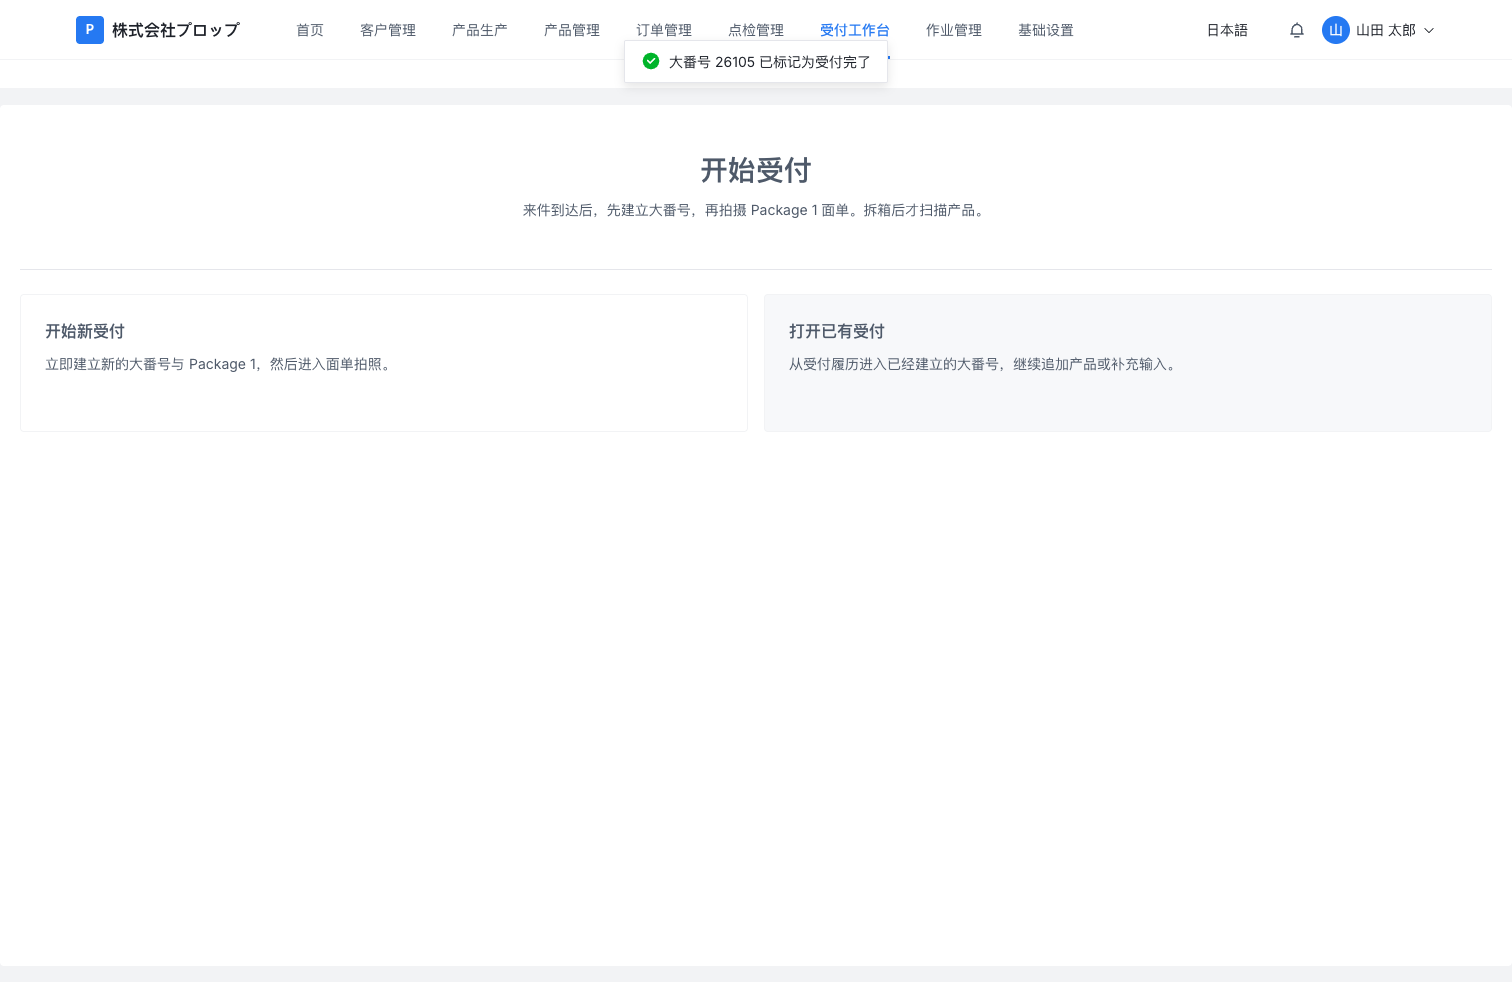 P 株式会社プロップ 首页 客户管理 产品生产 产品管理 订单管理 点检管理 受付工作台 作业管理 基础设置 日本語 山 山田 太郎
大番号 26105 已标记为受付完了
开始受付
来件到达后，先建立大番号，再拍摄 Package 1 面单。拆箱后才扫描产品。
开始新受付
立即建立新的大番号与 Package 1，然后进入面单拍照。
打开已有受付
从受付履历进入已经建立的大番号，继续追加产品或补充输入。